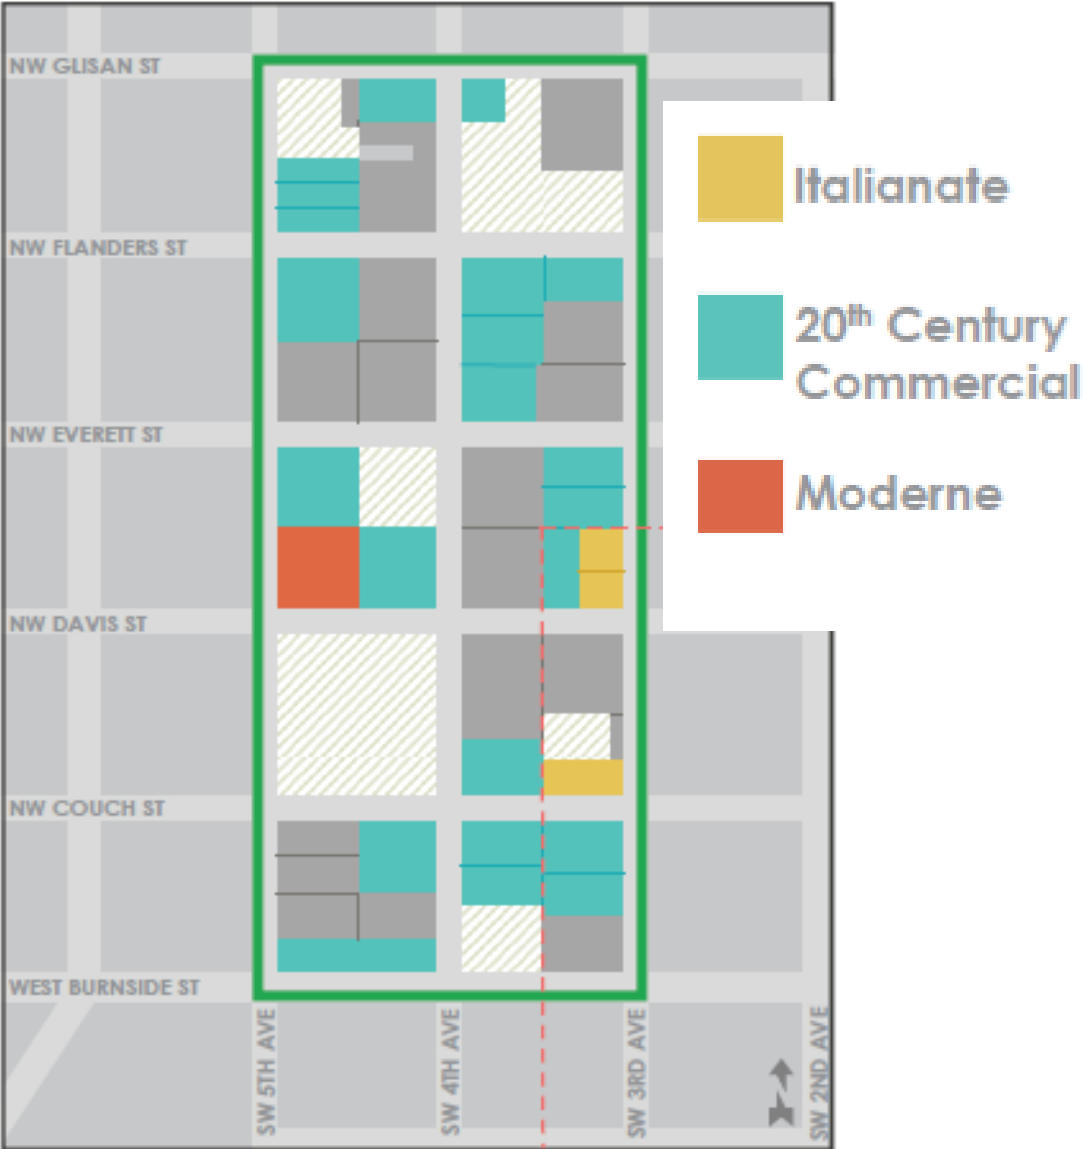 NW GLISAN ST
Italianate
NW FLANDERS ST
20th Century
Commercial
NW EVERETT ST
Moderne
NW DAVIS ST
NW COUCH ST
WEST BURNSIDE ST
SW 5TH AVE
SW 4TH AVE
SW 3RD AVE
SW 2ND AVE